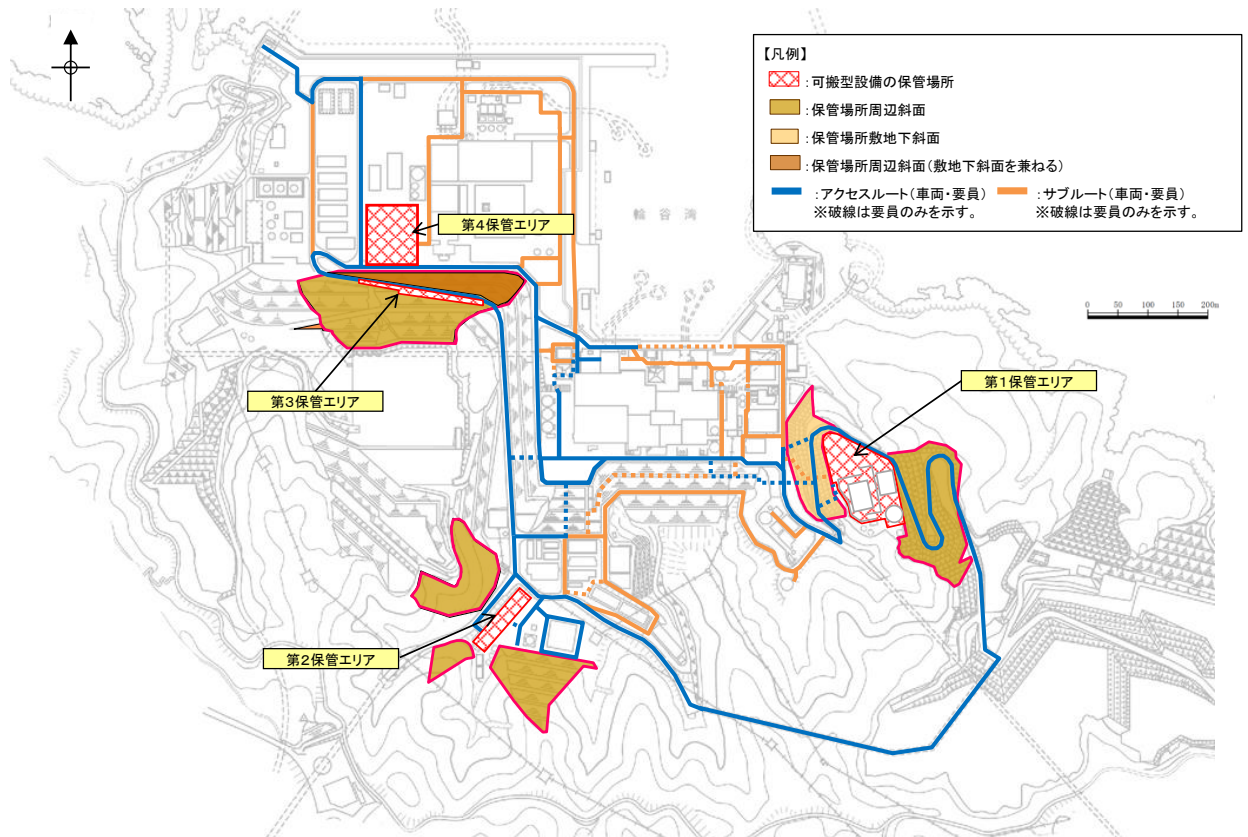 【凡例】
:可搬型設備の保管場所
:保管場所周辺斜面
:保管場所敷地下斜面
:保管場所周辺斜面(敷地下斜面を兼ねる)
:アクセスルート(車両・要員)
※破線は要員のみを示す。
:サブルート(車両・要員)
※破線は要員のみを示す。
第4保管エリア
輪谷湾
0 50 100 150 200m
第3保管エリア
第1保管エリア
第2保管エリア